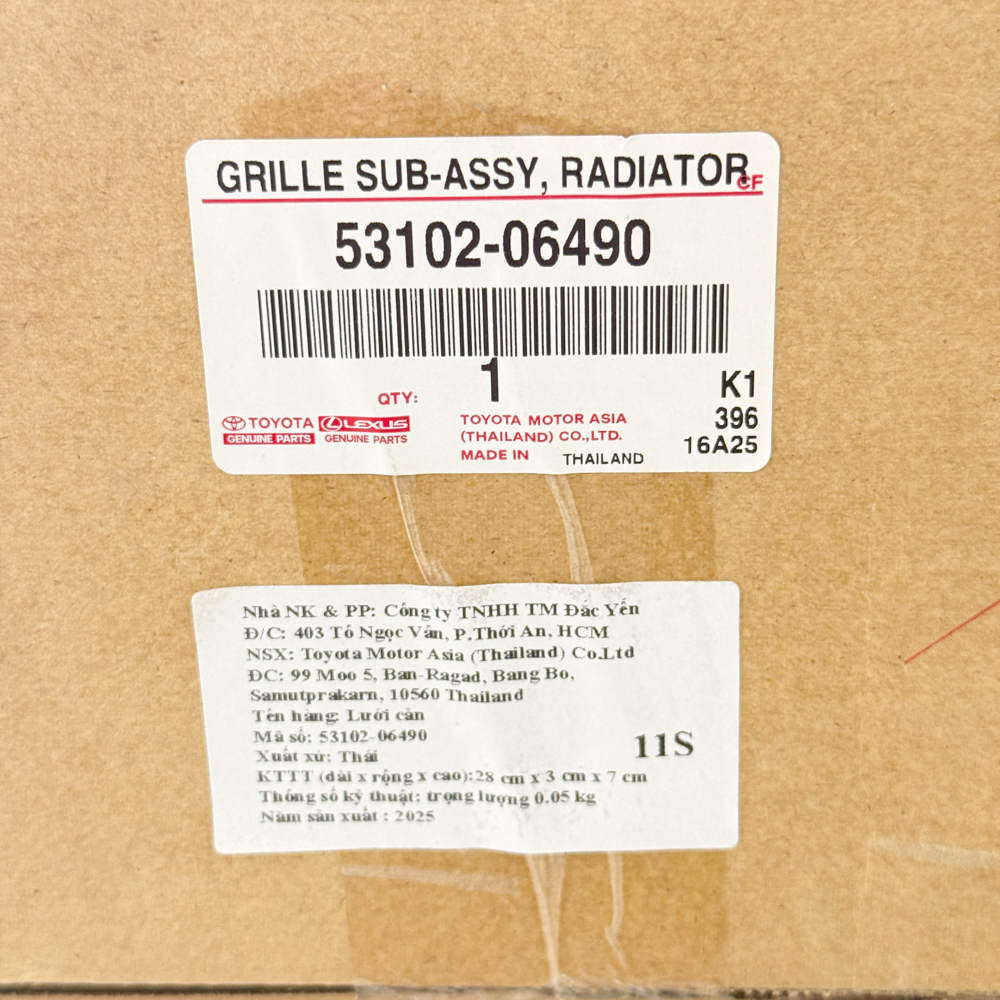 GRILLE SUB-ASSY, RADIATOR
CF
53102-06490
QTY: 1
K1
396
16A25
TOYOTA
GENUINE PARTS
LEXUS
GENUINE PARTS
TOYOTA MOTOR ASIA
(THAILAND) CO.,LTD.
MADE IN THAILAND
Nhà NK & PP: Công ty TNHH TM Đắc Yến
Đ/C: 403 Tô Ngọc Vân, P.Thới An, HCM
NSX: Toyota Motor Asia (Thailand) Co.Ltd
ĐC: 99 Moo 5, Ban-Ragad, Bang Bo,
Samutprakarn, 10560 Thailand
Tên hàng: Lưới cản
Mã số: 53102-06490
11S
Xuất xứ: Thái
KTTT (dài x rộng x cao):28 cm x 3 cm x 7 cm
Thông số kỹ thuật: trọng lượng 0.05 kg
Năm sản xuất : 2025